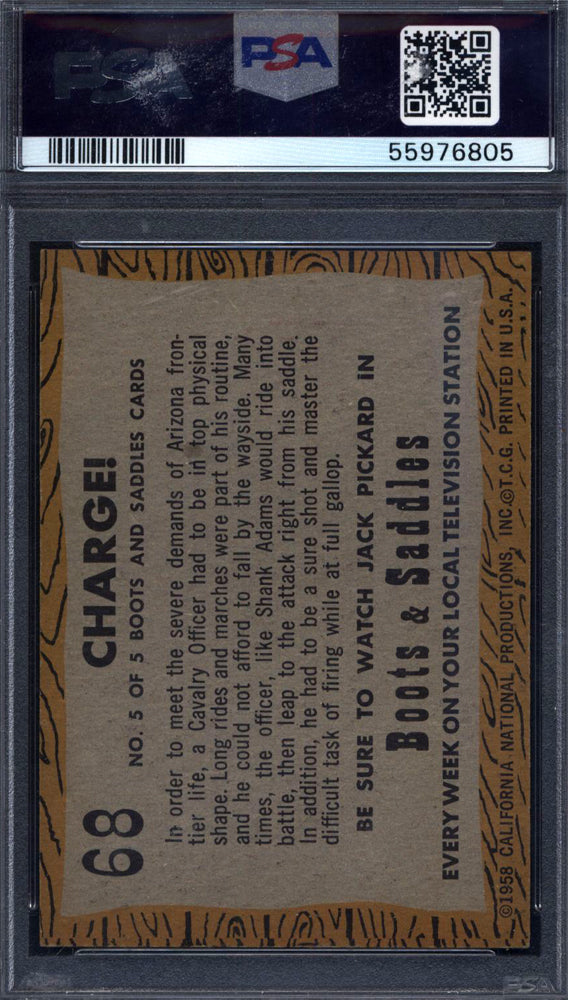 PSA
PSA
55976805
68
CHARGE!
NO. 5 OF 5 BOOTS AND SADDLES CARDS
In order to meet the severe demands of Arizona fron-
tier life, a Cavalry Officer had to be in top physical
shape. Long rides and marches were part of his routine,
and he could not afford to fall by the wayside. Many
times, the officer, like Shank Adams would ride into
battle, then leap to the attack right from his saddle.
In addition, he had to be a sure shot and master the
difficult task of firing while at full gallop.
BE SURE TO WATCH JACK PICKARD IN
Boots & Saddles
EVERY WEEK ON YOUR LOCAL TELEVISION STATION
©1958 CALIFORNIA NATIONAL PRODUCTIONS, INC. ©T.C.G. PRINTED IN U.S.A.
PSA